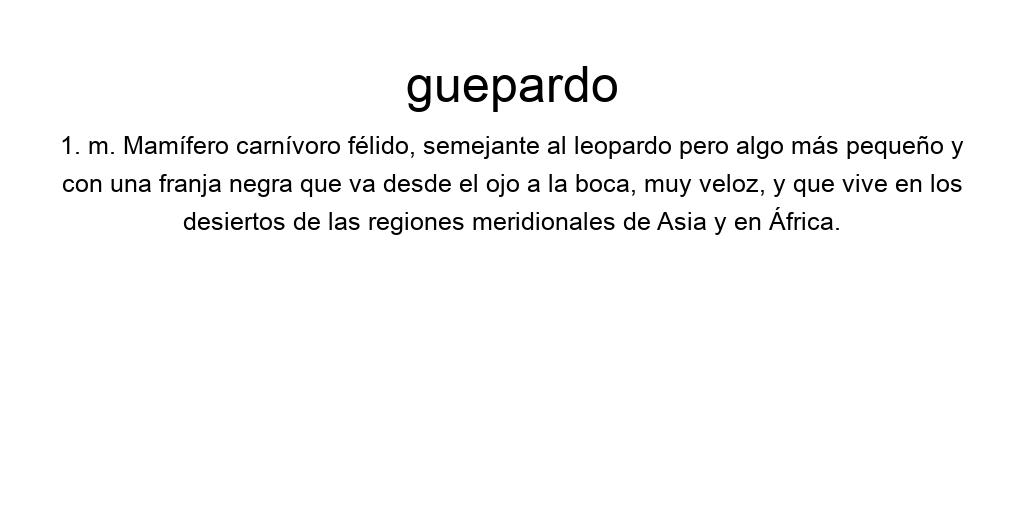 guepardo
1. m. Mamífero carnívoro félido, semejante al leopardo pero algo más pequeño y
con una franja negra que va desde el ojo a la boca, muy veloz, y que vive en los
desiertos de las regiones meridionales de Asia y en África.